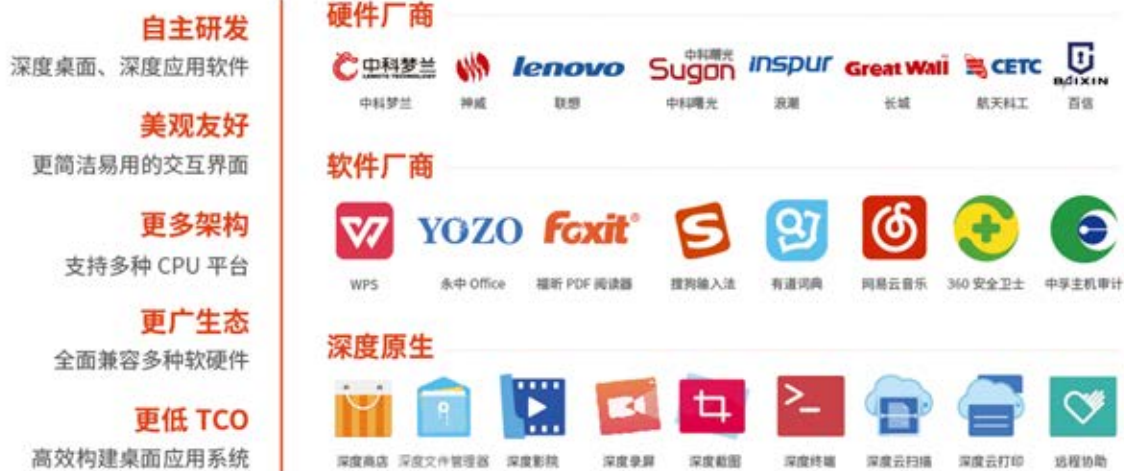 自主研发
深度桌面、深度应用软件
美观友好
更简洁易用的交互界面
更多架构
支持多种 CPU 平台
更广生态
全面兼容多种软硬件
更低 TCO
高效构建桌面应用系统
硬件厂商
中科梦兰 lenovo 中科曙光 Sugon inspur Great Wall CETC BAIXIN
中科梦兰 神威 联想 中科曙光 浪潮 长城 航天科工 百信
软件厂商
YOZO Foxit
WPS 永中 Office 福昕 PDF 阅读器 搜狗输入法 有道词典 网易云音乐 360 安全卫士 中孚主机审计
深度原生
深度商店 深度文件管理器 深度影院 深度录屏 深度截图 深度终端 深度云扫描 深度云打印 远程协助